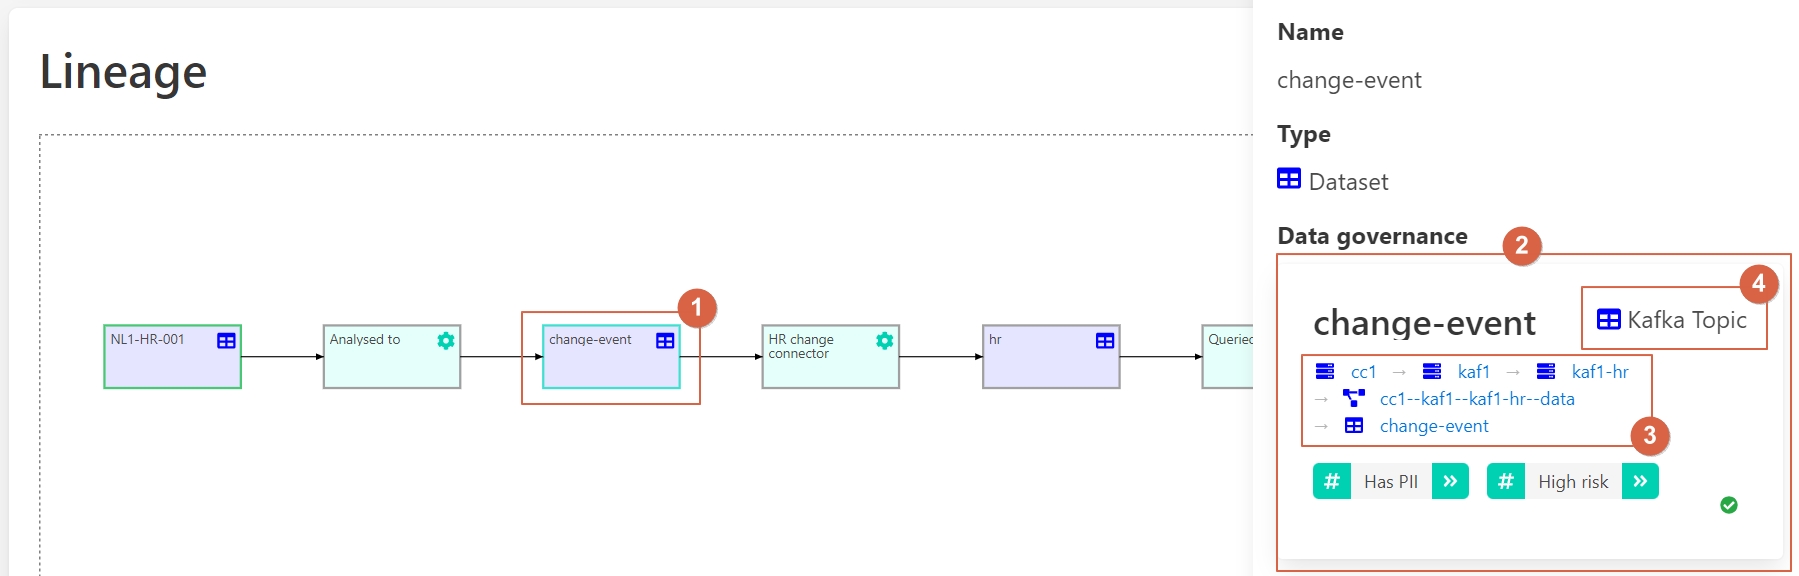 Lineage
NL1-HR-001
Analysed to
1
change-event
HR change
connector
hr
Queried
Name
change-event
Type
Dataset
Data governance
2
4
change-event
Kafka Topic
cc1 → kaf1 → kaf1-hr
→ cc1--kaf1--kaf1-hr--data
→ change-event
3
# Has PII »
# High risk »